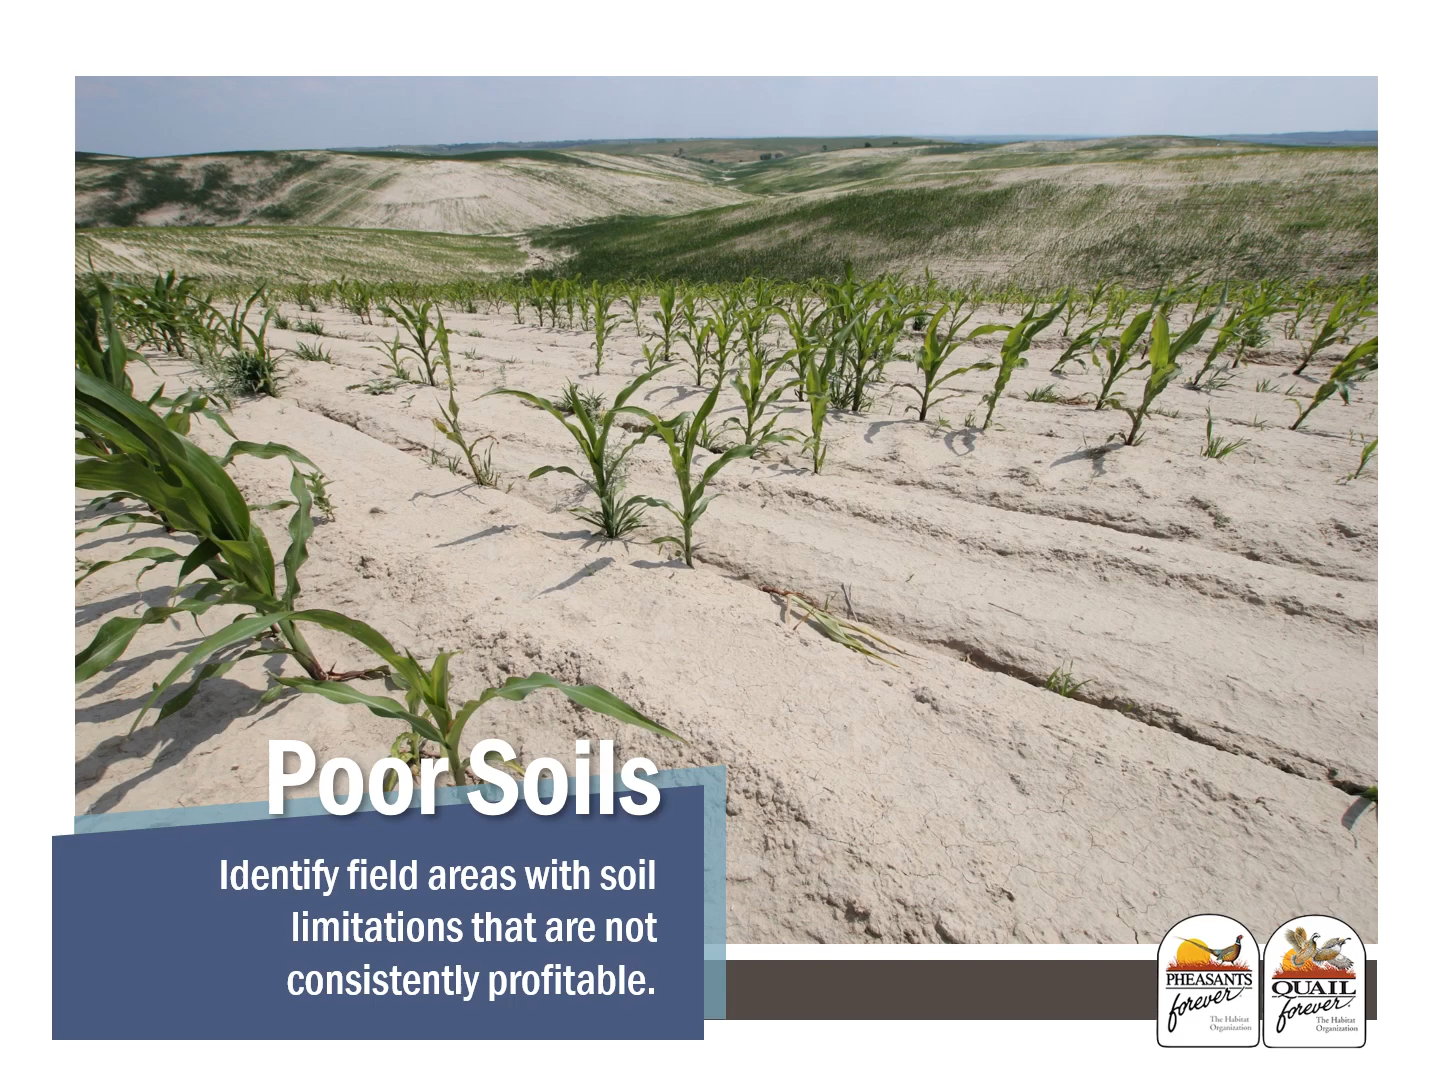 Poor Soils
Identify field areas with soil
limitations that are not
consistently profitable.
PHEASANTS
forever
The Habitat
Organization
QUAIL
forever
The Habitat
Organization